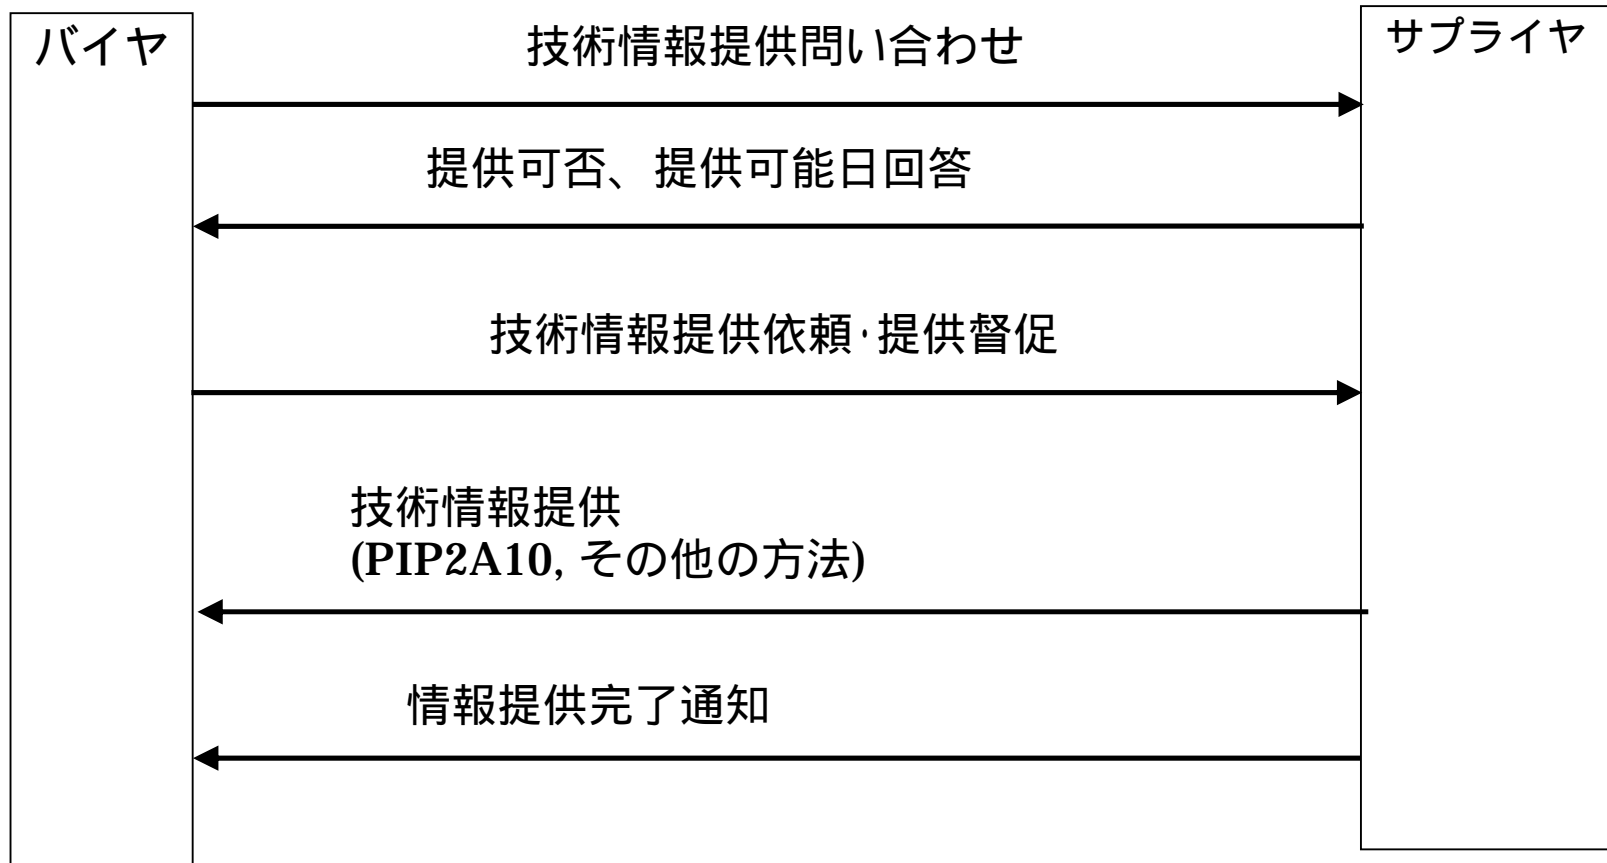 バイヤ
サプライヤ
技術情報提供問い合わせ
提供可否、提供可能日回答
技術情報提供依頼･提供督促
技術情報提供
(PIP2A10, その他の方法)
情報提供完了通知